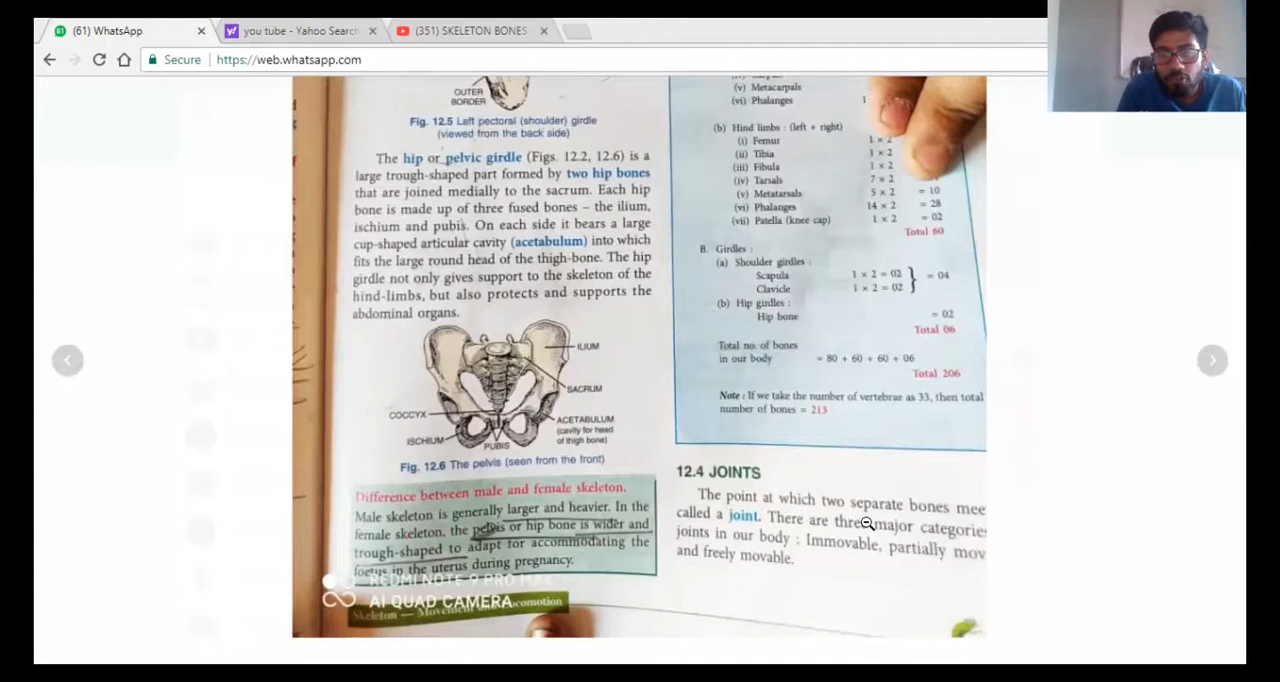 (61) WhatsApp
you tube - Yahoo Searc
(351) SKELETON BONES
Secure
https://web.whatsapp.com
OUTER
BORDER
Fig. 12.5 Left pectoral (shoulder) girdle
(viewed from the back side)
The hip or pelvic girdle (Figs. 12.2, 12.6) is a
large trough-shaped part formed by two hip bones
that are joined medially to the sacrum. Each hip
bone is made up of three fused bones – the ilium,
ischium and pubis. On each side it bears a large
cup-shaped articular cavity (acetabulum) into which
fits the large round head of the thigh-bone. The hip
girdle not only gives support to the skeleton of the
hind-limbs, but also protects and supports the
abdominal organs.
ILIUM
SACRUM
COCCYX
ACETABULUM
(cavity for head
of thigh bone)
ISCHIUM
PUBIS
Fig. 12.6 The pelvis (seen from the front)
Difference between male and female skeleton.
Male skeleton is generally larger and heavier. In the
female skeleton, the pelvis or hip bone is wider and
trough-shaped to adapt for accommodating the
foetus in the uterus during pregnancy.
REDMI NOTE 9 PRO MAX
AI QUAD CAMERA
Skeleton — Movement and Locomotion
(v) Metacarpals
(vi) Phalanges 1
(b) Hind limbs : (left + right)
(i) Femur 1 × 2
(ii) Tibia 1 × 2
(iii) Fibula 1 × 2
(iv) Tarsals 7 × 2
(v) Metatarsals 5 × 2 = 10
(vi) Phalanges 14 × 2 = 28
(vii) Patella (knee cap) 1 × 2 = 02
Total 60
B. Girdles :
(a) Shoulder girdles :
Scapula 1 × 2 = 02
Clavicle 1 × 2 = 02 } = 04
(b) Hip girdles :
Hip bone = 02
Total 06
Total no. of bones
in our body = 80 + 60 + 60 + 06
Total 206
Note : If we take the number of vertebrae as 33, then total
number of bones = 213
12.4 JOINTS
The point at which two separate bones mee
called a joint. There are three major categorie
joints in our body : Immovable, partially mov
and freely movable.